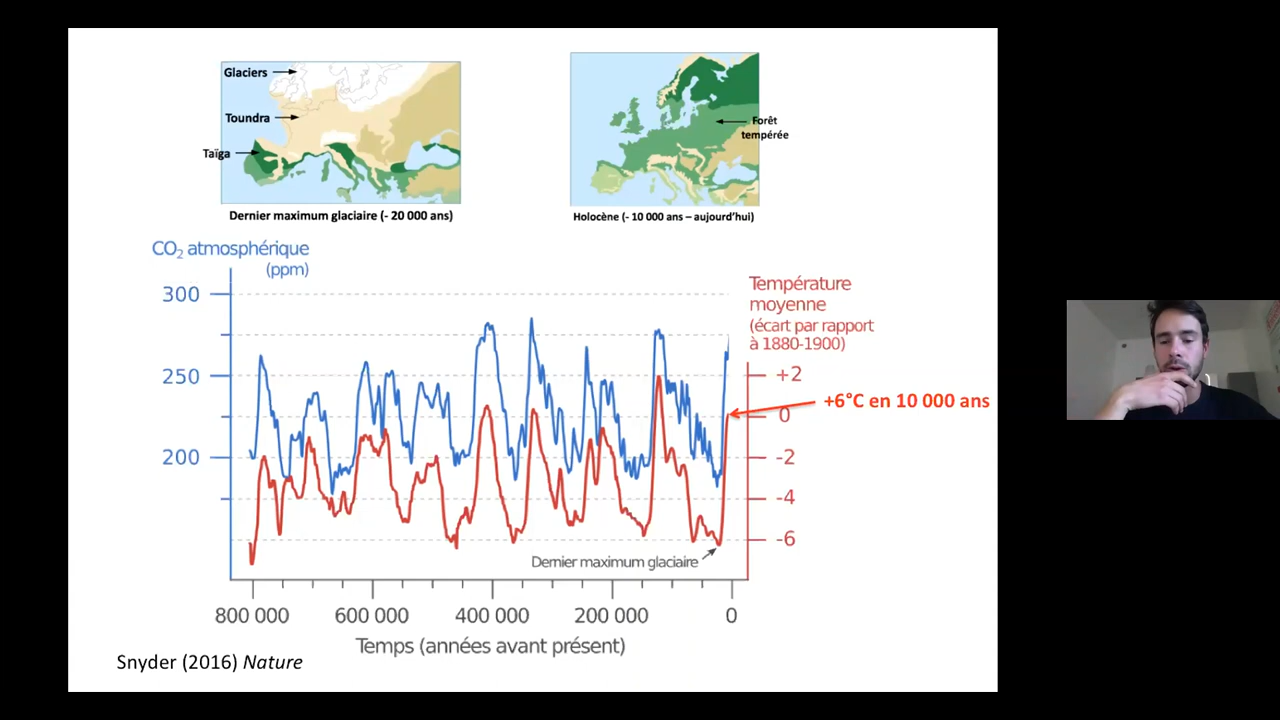 Glaciers
Toundra
Taïga
Dernier maximum glaciaire (- 20 000 ans)
Forêt
tempérée
Holocène (- 10 000 ans – aujourd'hui)
CO₂ atmosphérique
(ppm)
300
250
200
Température
moyenne
(écart par rapport
à 1880-1900)
+2
0
-2
-4
-6
+6°C en 10 000 ans
Dernier maximum glaciaire
800 000
600 000
400 000
200 000
0
Temps (années avant présent)
Snyder (2016) Nature